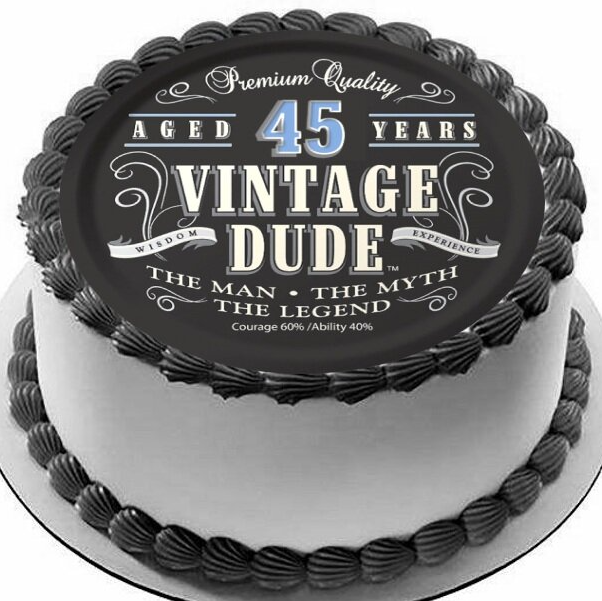 Premium Quality
AGED 45 YEARS
VINTAGE
WISDOM DUDE™ EXPERIENCE
THE MAN • THE MYTH
THE LEGEND
Courage 60% /Ability 40%